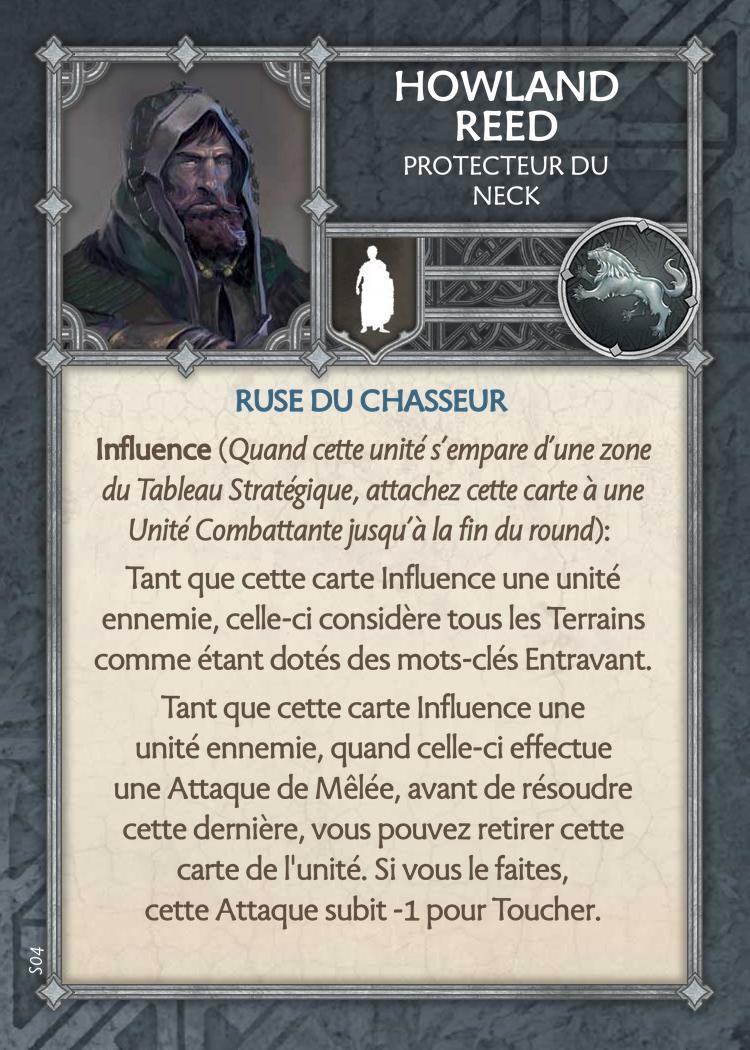 HOWLAND
REED
PROTECTEUR DU
NECK
RUSE DU CHASSEUR
Influence (Quand cette unité s'empare d'une zone
du Tableau Stratégique, attachez cette carte à une
Unité Combattante jusqu'à la fin du round):
Tant que cette carte Influence une unité
ennemie, celle-ci considère tous les Terrains
comme étant dotés des mots-clés Entravant.
Tant que cette carte Influence une
unité ennemie, quand celle-ci effectue
une Attaque de Mêlée, avant de résoudre
cette dernière, vous pouvez retirer cette
carte de l'unité. Si vous le faites,
cette Attaque subit -1 pour Toucher.
S04